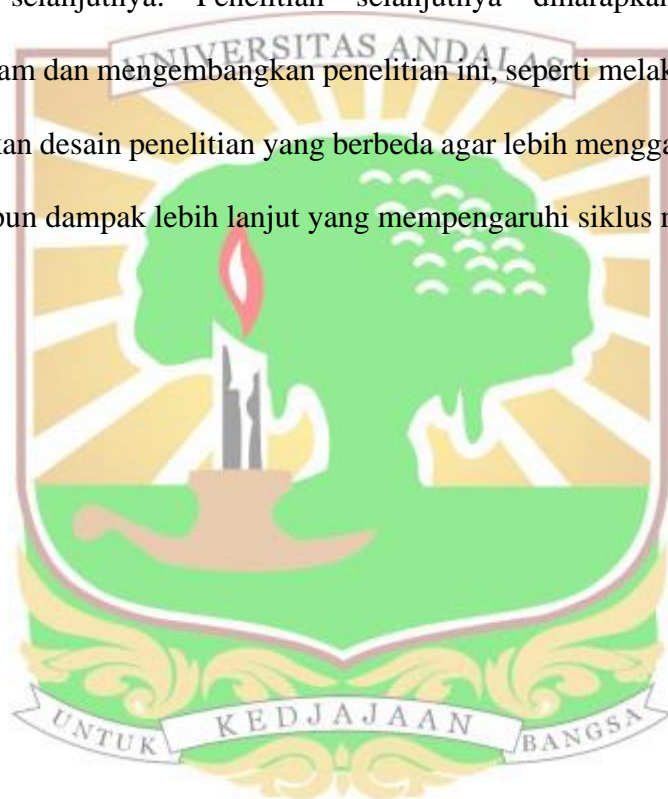 selanjutnya. Penelitian selanjutnya diharapkan
UNIVERSITAS ANDALAS
am dan mengembangkan penelitian ini, seperti melak
an desain penelitian yang berbeda agar lebih mengga
pun dampak lebih lanjut yang mempengaruhi siklus
UNTUK KEDJAJAAN BANGSA